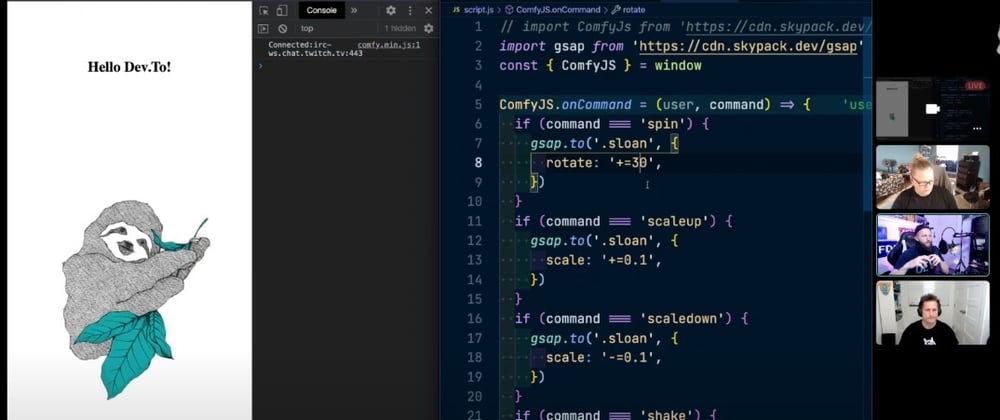 Hello Dev.To!
Console
»
top
1 hidden
Connected:irc-ws.chat.twitch.tv:443
comfy.min.js:1
JS script.js > ComfyJS.onCommand > rotate
1 // import ComfyJs from 'https://cdn.skypack.dev/
2 import gsap from 'https://cdn.skypack.dev/gsap'
3 const { ComfyJS } = window
4
5 ComfyJS.onCommand = (user, command) => { 'use
6 if (command === 'spin') {
7 gsap.to('.sloan', {
8 rotate: '+=30',
9 })
10 }
11 if (command === 'scaleup') {
12 gsap.to('.sloan', {
13 scale: '+=0.1',
14 })
15 }
16 if (command === 'scaledown') {
17 gsap.to('.sloan', {
18 scale: '-=0.1',
19 })
20 }
21 if (command === 'shake') {
LIVE